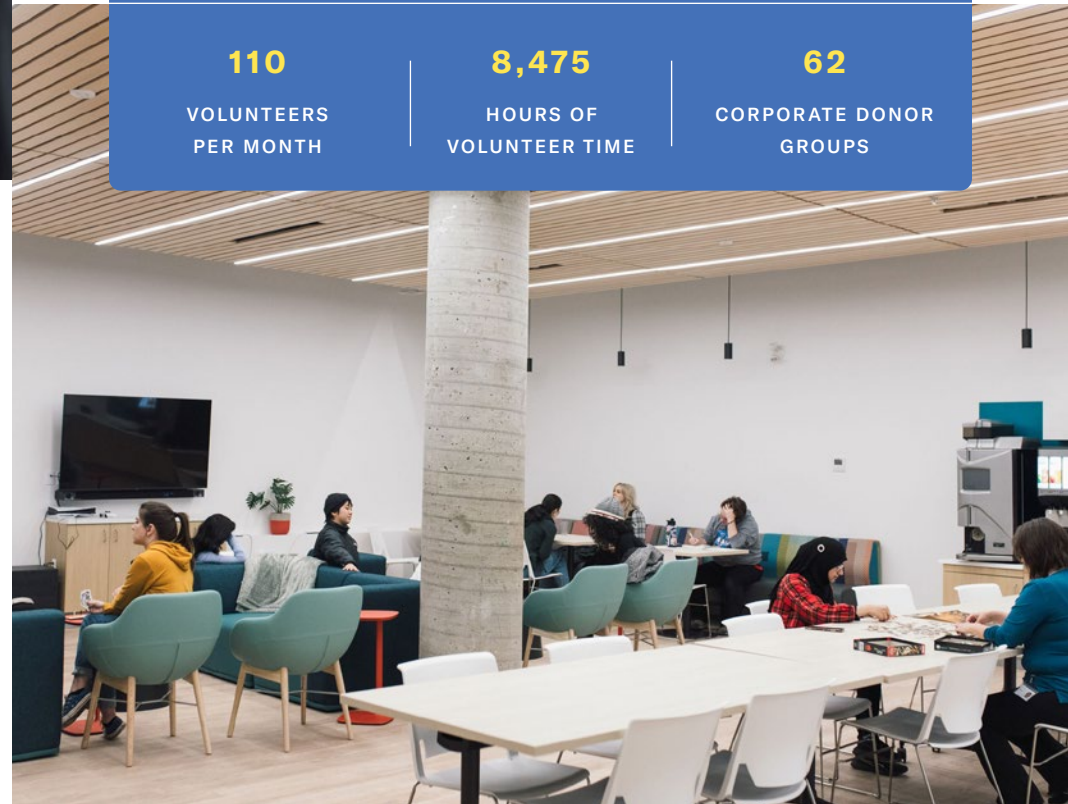 110
VOLUNTEERS
PER MONTH
8,475
HOURS OF
VOLUNTEER TIME
62
CORPORATE DONOR
GROUPS